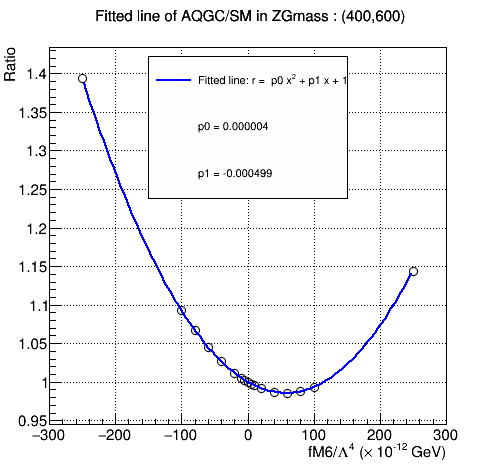 Fitted line of AQGC/SM in ZGmass : (400,600)
Ratio
Fitted line: r = p0 x² + p1 x + 1
p0 = 0.000004
p1 = -0.000499
1.4
1.35
1.3
1.25
1.2
1.15
1.1
1.05
1
0.95
−300 −200 −100 0 100 200 300
fM6/Λ⁴ (× 10⁻¹² GeV)